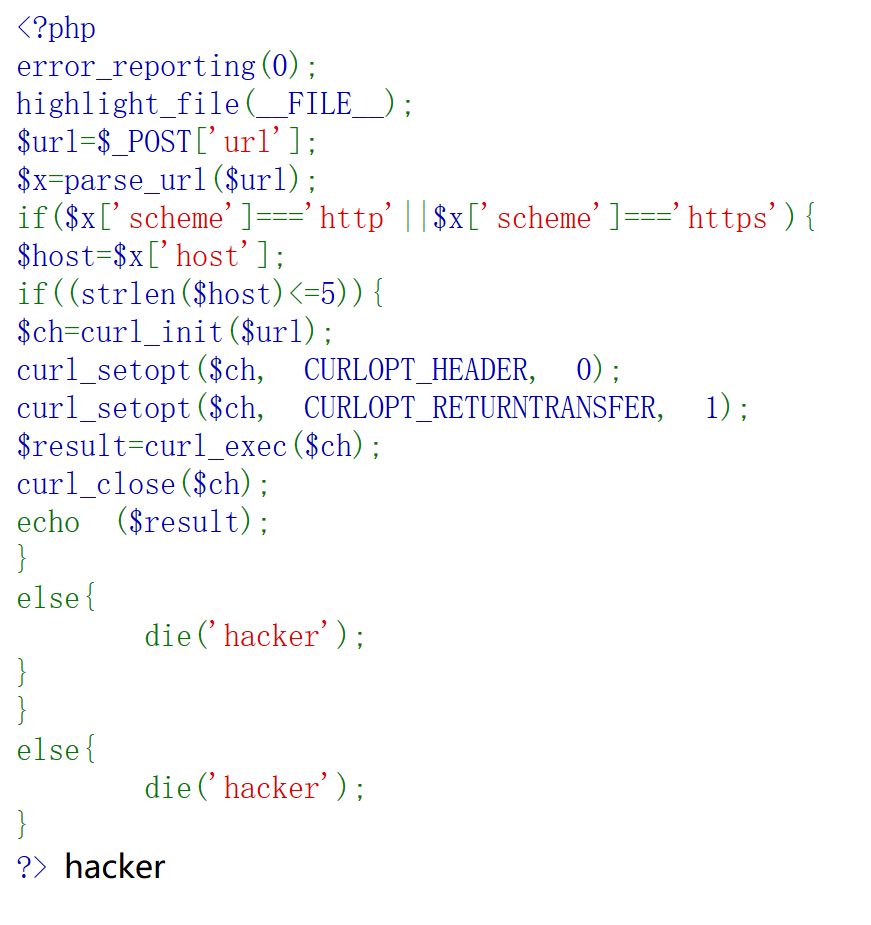 <?php
error_reporting(0);
highlight_file(__FILE__);
$url=$_POST['url'];
$x=parse_url($url);
if($x['scheme']==='http'||$x['scheme']==='https'){
$host=$x['host'];
if((strlen($host)<=5)){
$ch=curl_init($url);
curl_setopt($ch, CURLOPT_HEADER, 0);
curl_setopt($ch, CURLOPT_RETURNTRANSFER, 1);
$result=curl_exec($ch);
curl_close($ch);
echo ($result);
}
else{
die('hacker');
}
}
else{
die('hacker');
}
?> hacker